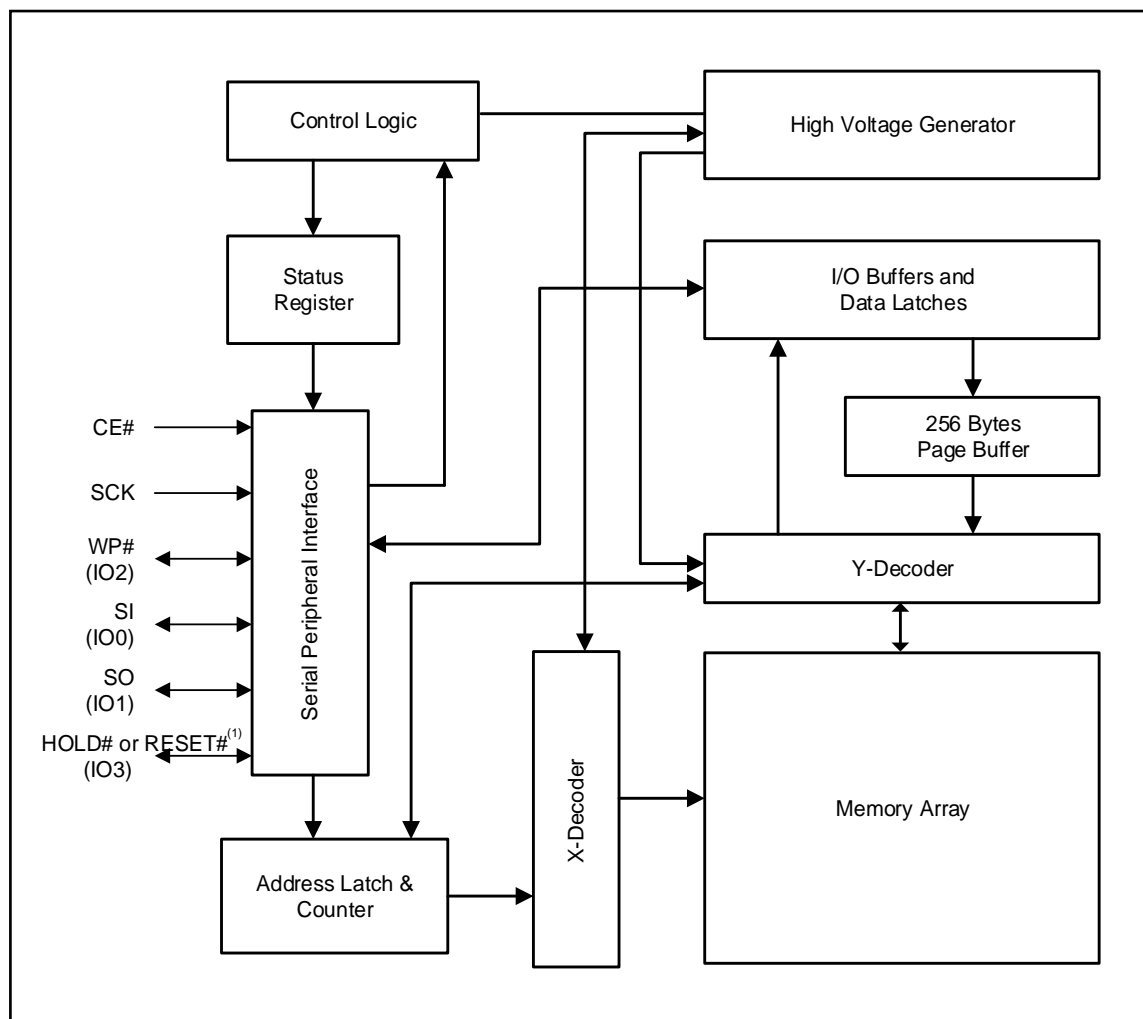 Control Logic
High Voltage Generator
Status
Register
I/O Buffers and
Data Latches
256 Bytes
Page Buffer
CE#
SCK
WP#
(IO2)
SI
(IO0)
SO
(IO1)
HOLD# or RESET#(1)
(IO3)
Serial Peripheral Interface
Y-Decoder
X-Decoder
Memory Array
Address Latch &
Counter